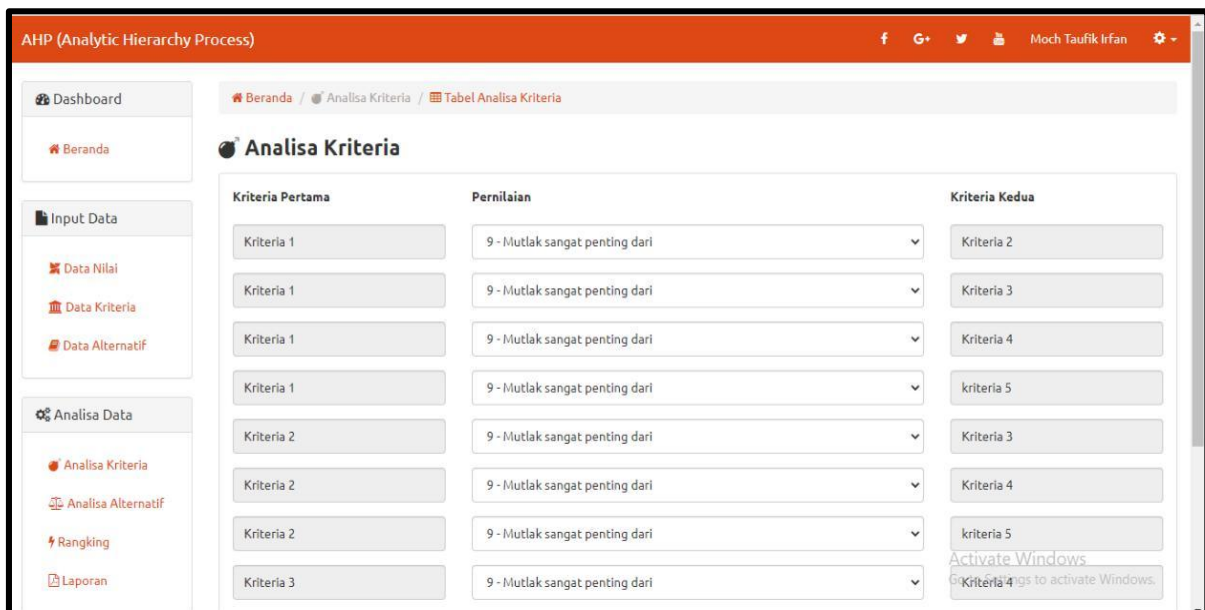 AHP (Analytic Hierarchy Process)
Moch Taufik Irfan
Dashboard
Beranda
Input Data
Data Nilai
Data Kriteria
Data Alternatif
Analisa Data
Analisa Kriteria
Analisa Alternatif
Rangking
Laporan
Beranda / Analisa Kriteria / Tabel Analisa Kriteria
Analisa Kriteria
Kriteria Pertama Pernilaian Kriteria Kedua
Kriteria 1 9 - Mutlak sangat penting dari Kriteria 2
Kriteria 1 9 - Mutlak sangat penting dari Kriteria 3
Kriteria 1 9 - Mutlak sangat penting dari Kriteria 4
Kriteria 1 9 - Mutlak sangat penting dari kriteria 5
Kriteria 2 9 - Mutlak sangat penting dari Kriteria 3
Kriteria 2 9 - Mutlak sangat penting dari Kriteria 4
Kriteria 2 9 - Mutlak sangat penting dari kriteria 5
Kriteria 3 9 - Mutlak sangat penting dari Kriteria 4
Activate Windows
Go to Settings to activate Windows.